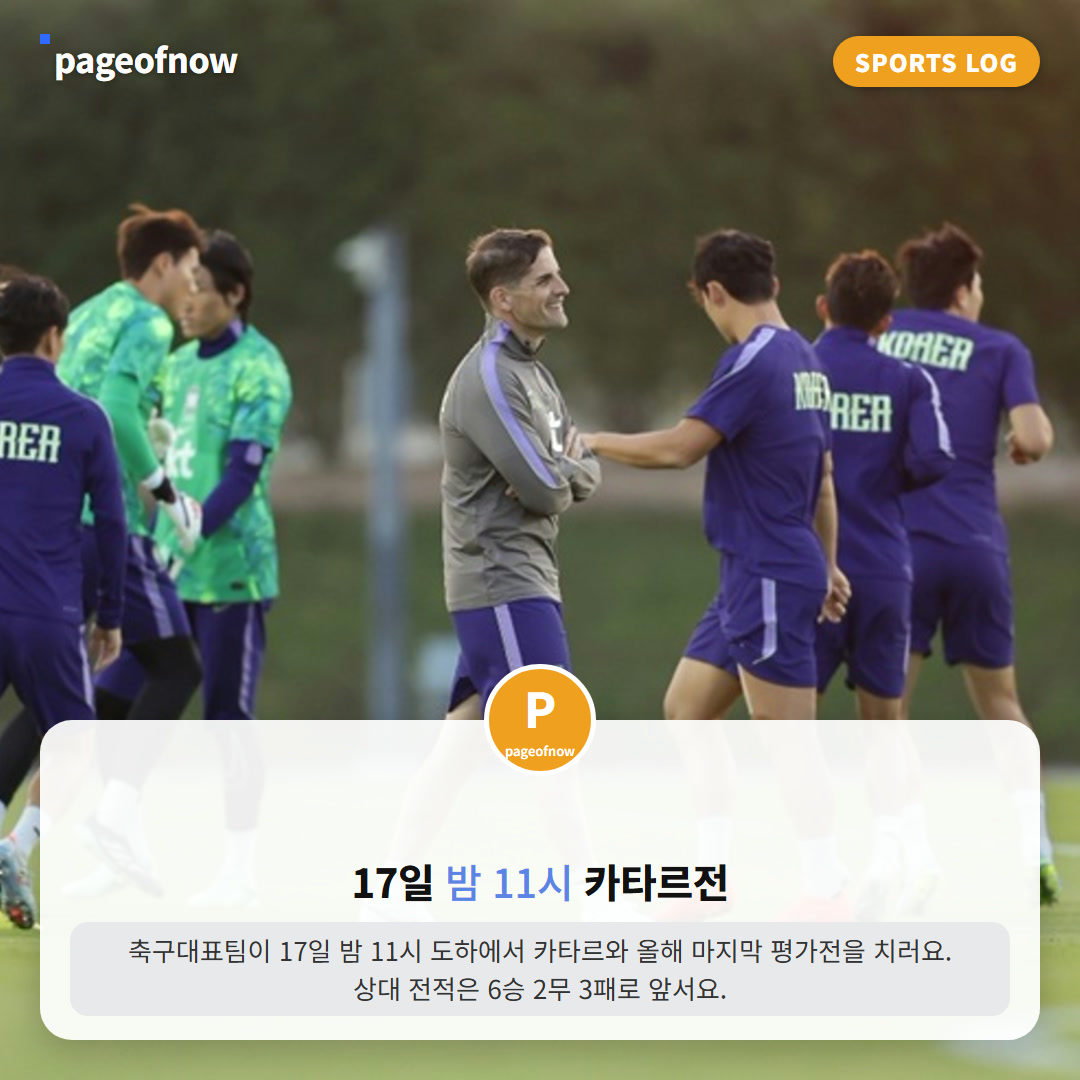 pageofnow
SPORTS LOG
KOREA
P
pageofnow
17일 밤 11시 카타르전
축구대표팀이 17일 밤 11시 도하에서 카타르와 올해 마지막 평가전을 치러요.
상대 전적은 6승 2무 3패로 앞서요.